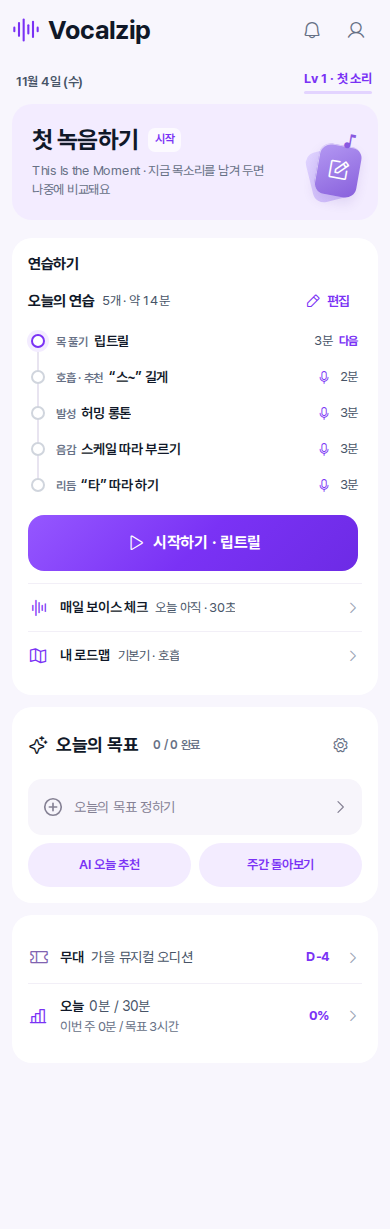 Vocalzip
11월 4일 (수)
Lv 1 · 첫 소리
첫 녹음하기 시작
This Is the Moment · 지금 목소리를 남겨 두면
나중에 비교돼요
연습하기
오늘의 연습 5개 · 약 14분 편집
목 풀기 립트릴 3분 다음
호흡 · 추천 “스~” 길게 2분
발성 허밍 롱톤 3분
음감 스케일 따라 부르기 3분
리듬 “타” 따라 하기 3분
시작하기 · 립트릴
매일 보이스 체크 오늘 아직 · 30초
내 로드맵 기본기 · 호흡
오늘의 목표 0 / 0 완료
오늘의 목표 정하기
AI 오늘 추천
주간 돌아보기
무대 가을 뮤지컬 오디션 D-4
오늘 0분 / 30분 0%
이번 주 0분 / 목표 3시간